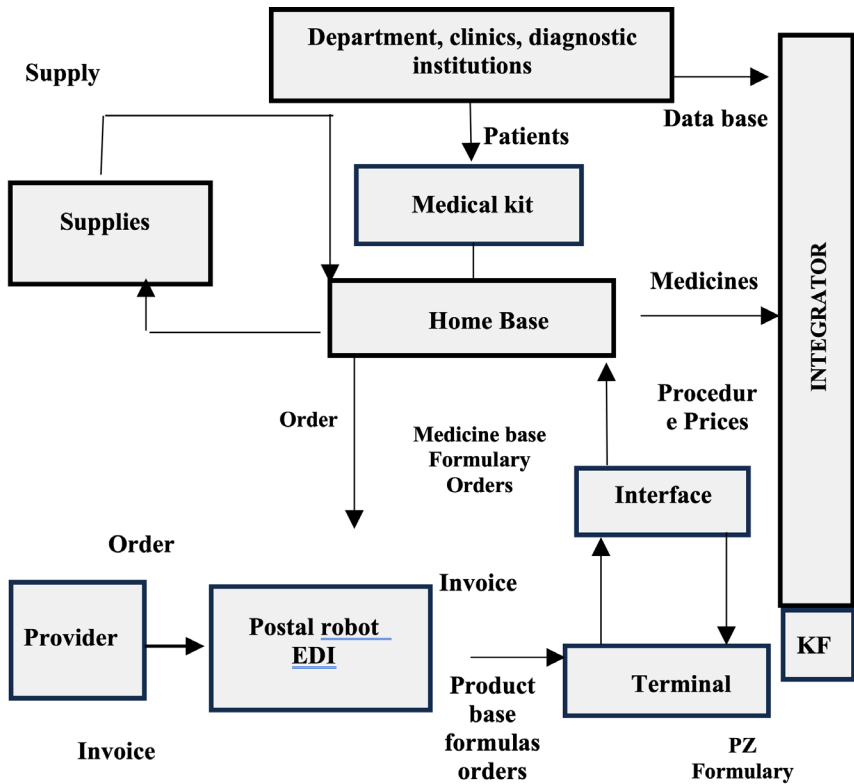 Department, clinics, diagnostic
institutions
Supply
Data base
Patients
Medical kit
Supplies
INTEGRATOR
Medicines
Home Base
Procedur
e Prices
Order
Medicine base
Formulary
Orders
Interface
Order
Invoice
Provider
Postal robot
EDI
KF
Terminal
Product
base
formulas
orders
Invoice
PZ
Formulary